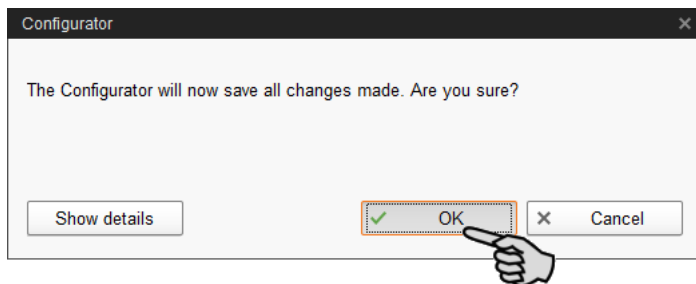 Configurator
The Configurator will now save all changes made. Are you sure?
Show details
OK
Cancel